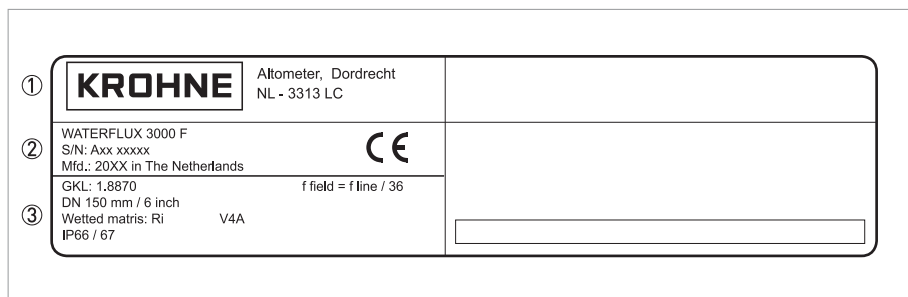 ①
KROHNE
Altometer, Dordrecht
NL - 3313 LC
②
WATERFLUX 3000 F
S/N: Axx xxxxx
Mfd.: 20XX in The Netherlands
CE
③
GKL: 1.8870 f field = f line / 36
DN 150 mm / 6 inch
Wetted matris: Ri V4A
IP66 / 67